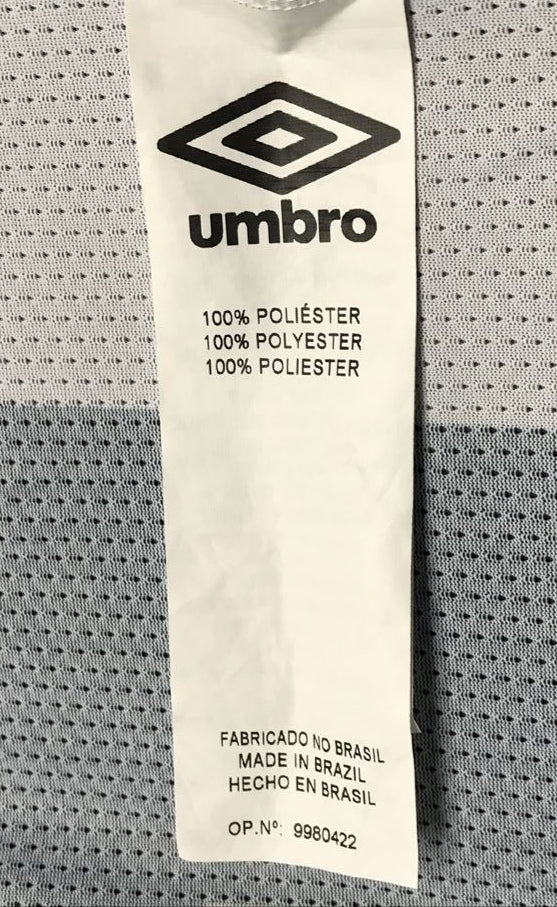 umbro
100% POLIÉSTER
100% POLYESTER
100% POLIESTER
FABRICADO NO BRASIL
MADE IN BRAZIL
HECHO EN BRASIL
OP.Nº: 9980422